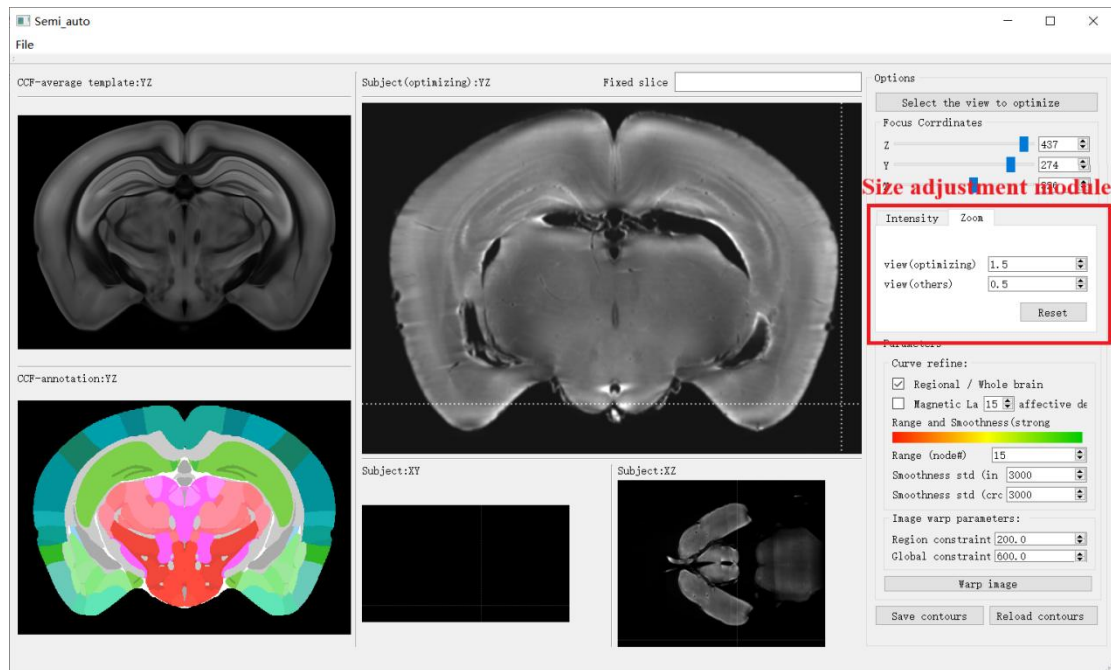 Semi_auto
File
CCF-average template:YZ
Subject(optimizing):YZ
Fixed slice
Options
Select the view to optimize
Focus Corrdinates
Z 437
Y 274
Size adjustment module
Intensity Zoom
view(optimizing) 1.5
view(others) 0.5
Reset
Parameters
Curve refine:
Regional / Whole brain
Magnetic La 15 affective de
Range and Smoothness(strong
Range (node#) 15
Smoothness std (in 3000
Smoothness std (crc 3000
Image warp parameters:
Region constraint 200.0
Global constraint 600.0
Warp image
Save contours Reload contours
CCF-annotation:YZ
Subject:XY
Subject:XZ